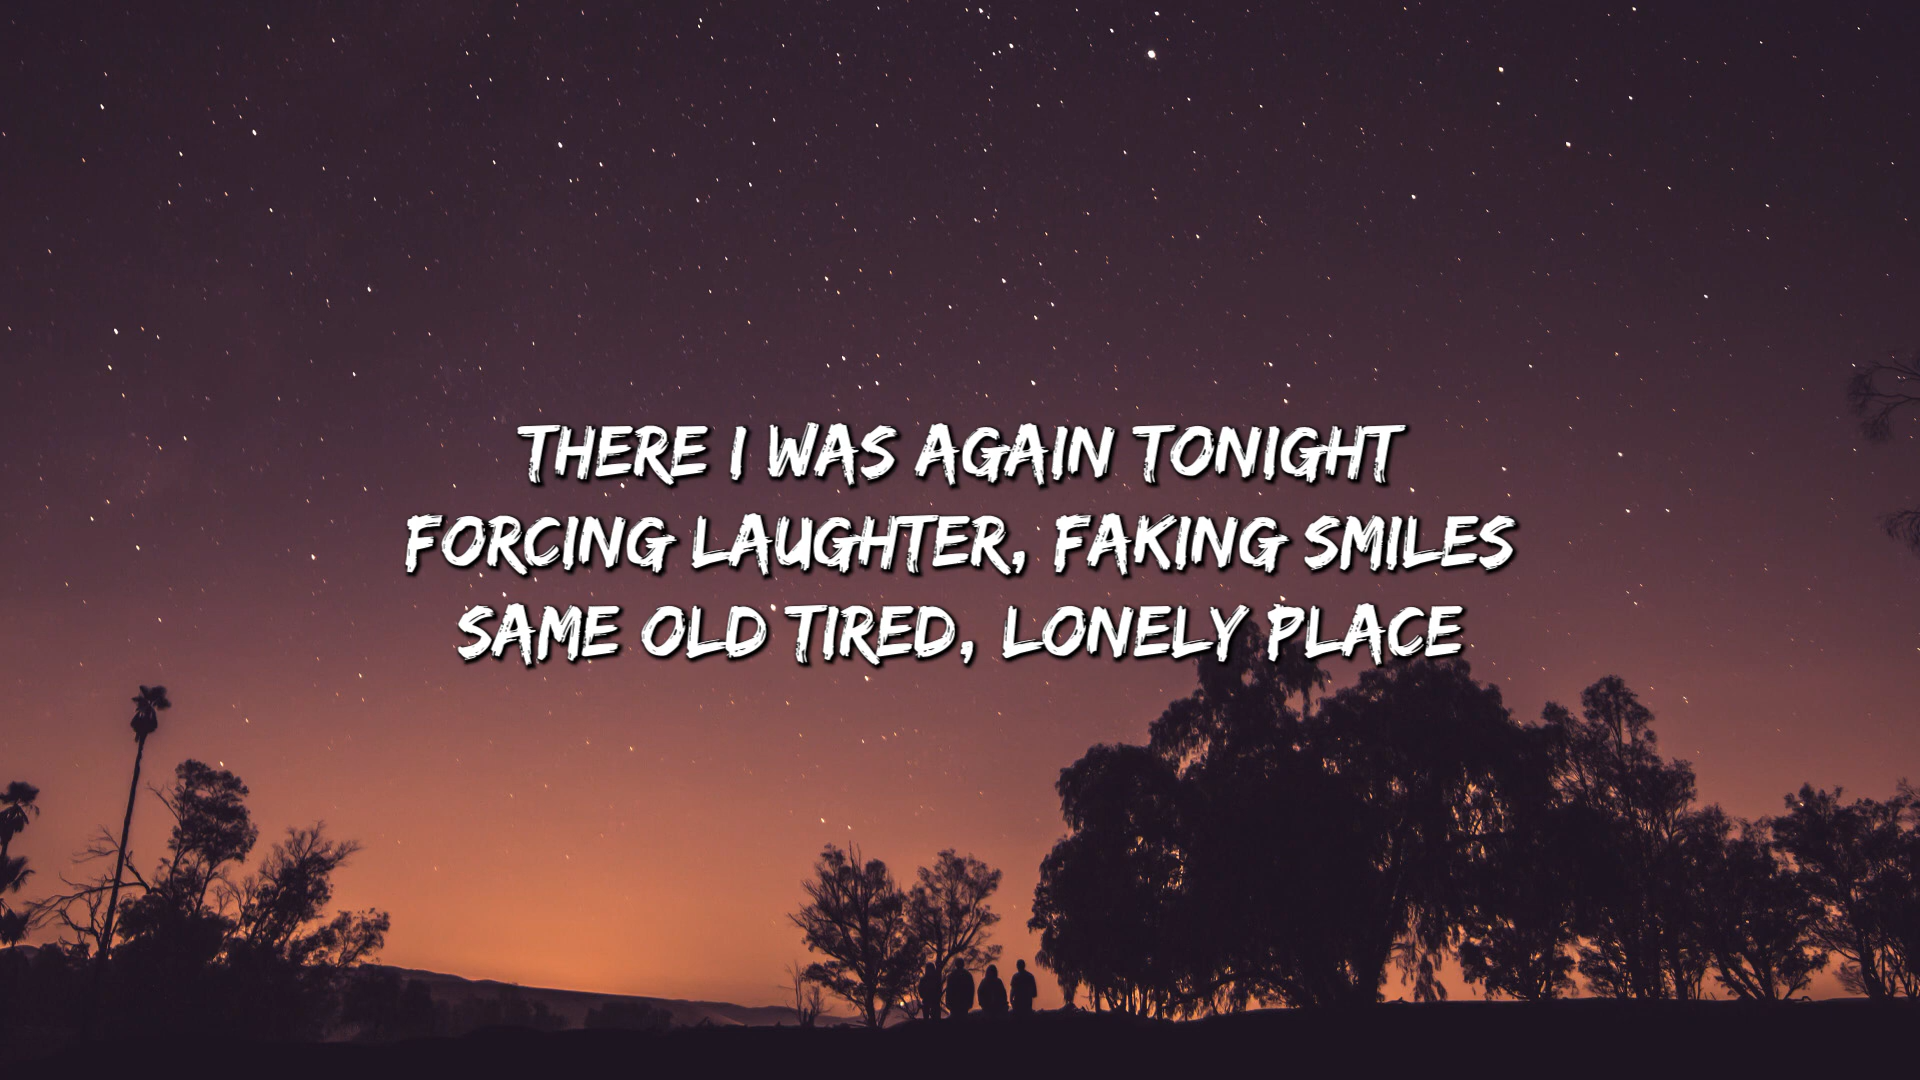 THERE I WAS AGAIN TONIGHT
FORCING LAUGHTER, FAKING SMILES
SAME OLD TIRED, LONELY PLACE